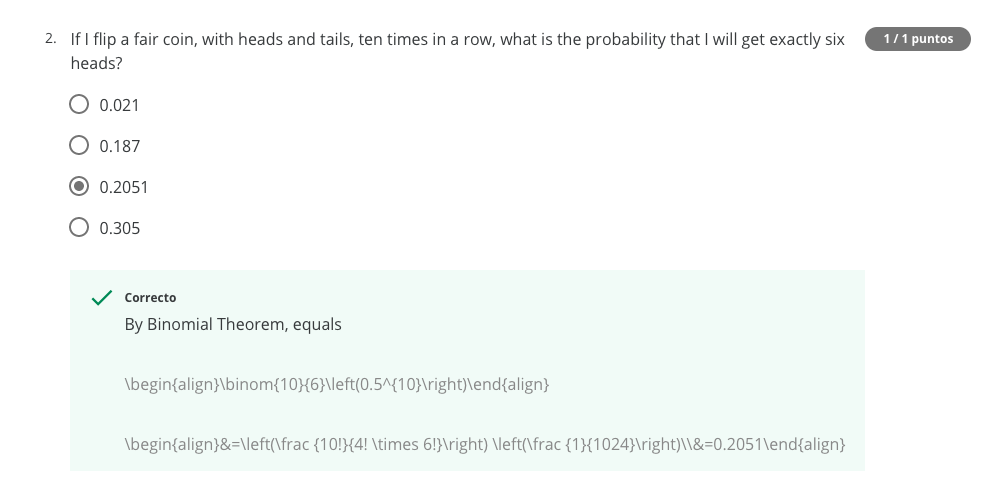 2. If I flip a fair coin, with heads and tails, ten times in a row, what is the probability that I will get exactly six
1 / 1 puntos
heads?
0.021
0.187
0.2051
0.305
Correcto
By Binomial Theorem, equals
\begin{align}\binom{10}{6}\left(0.5^{10}\right)\end{align}
\begin{align}&=\left(\frac {10!}{4! \times 6!}\right) \left(\frac {1}{1024}\right)\\&=0.2051\end{align}